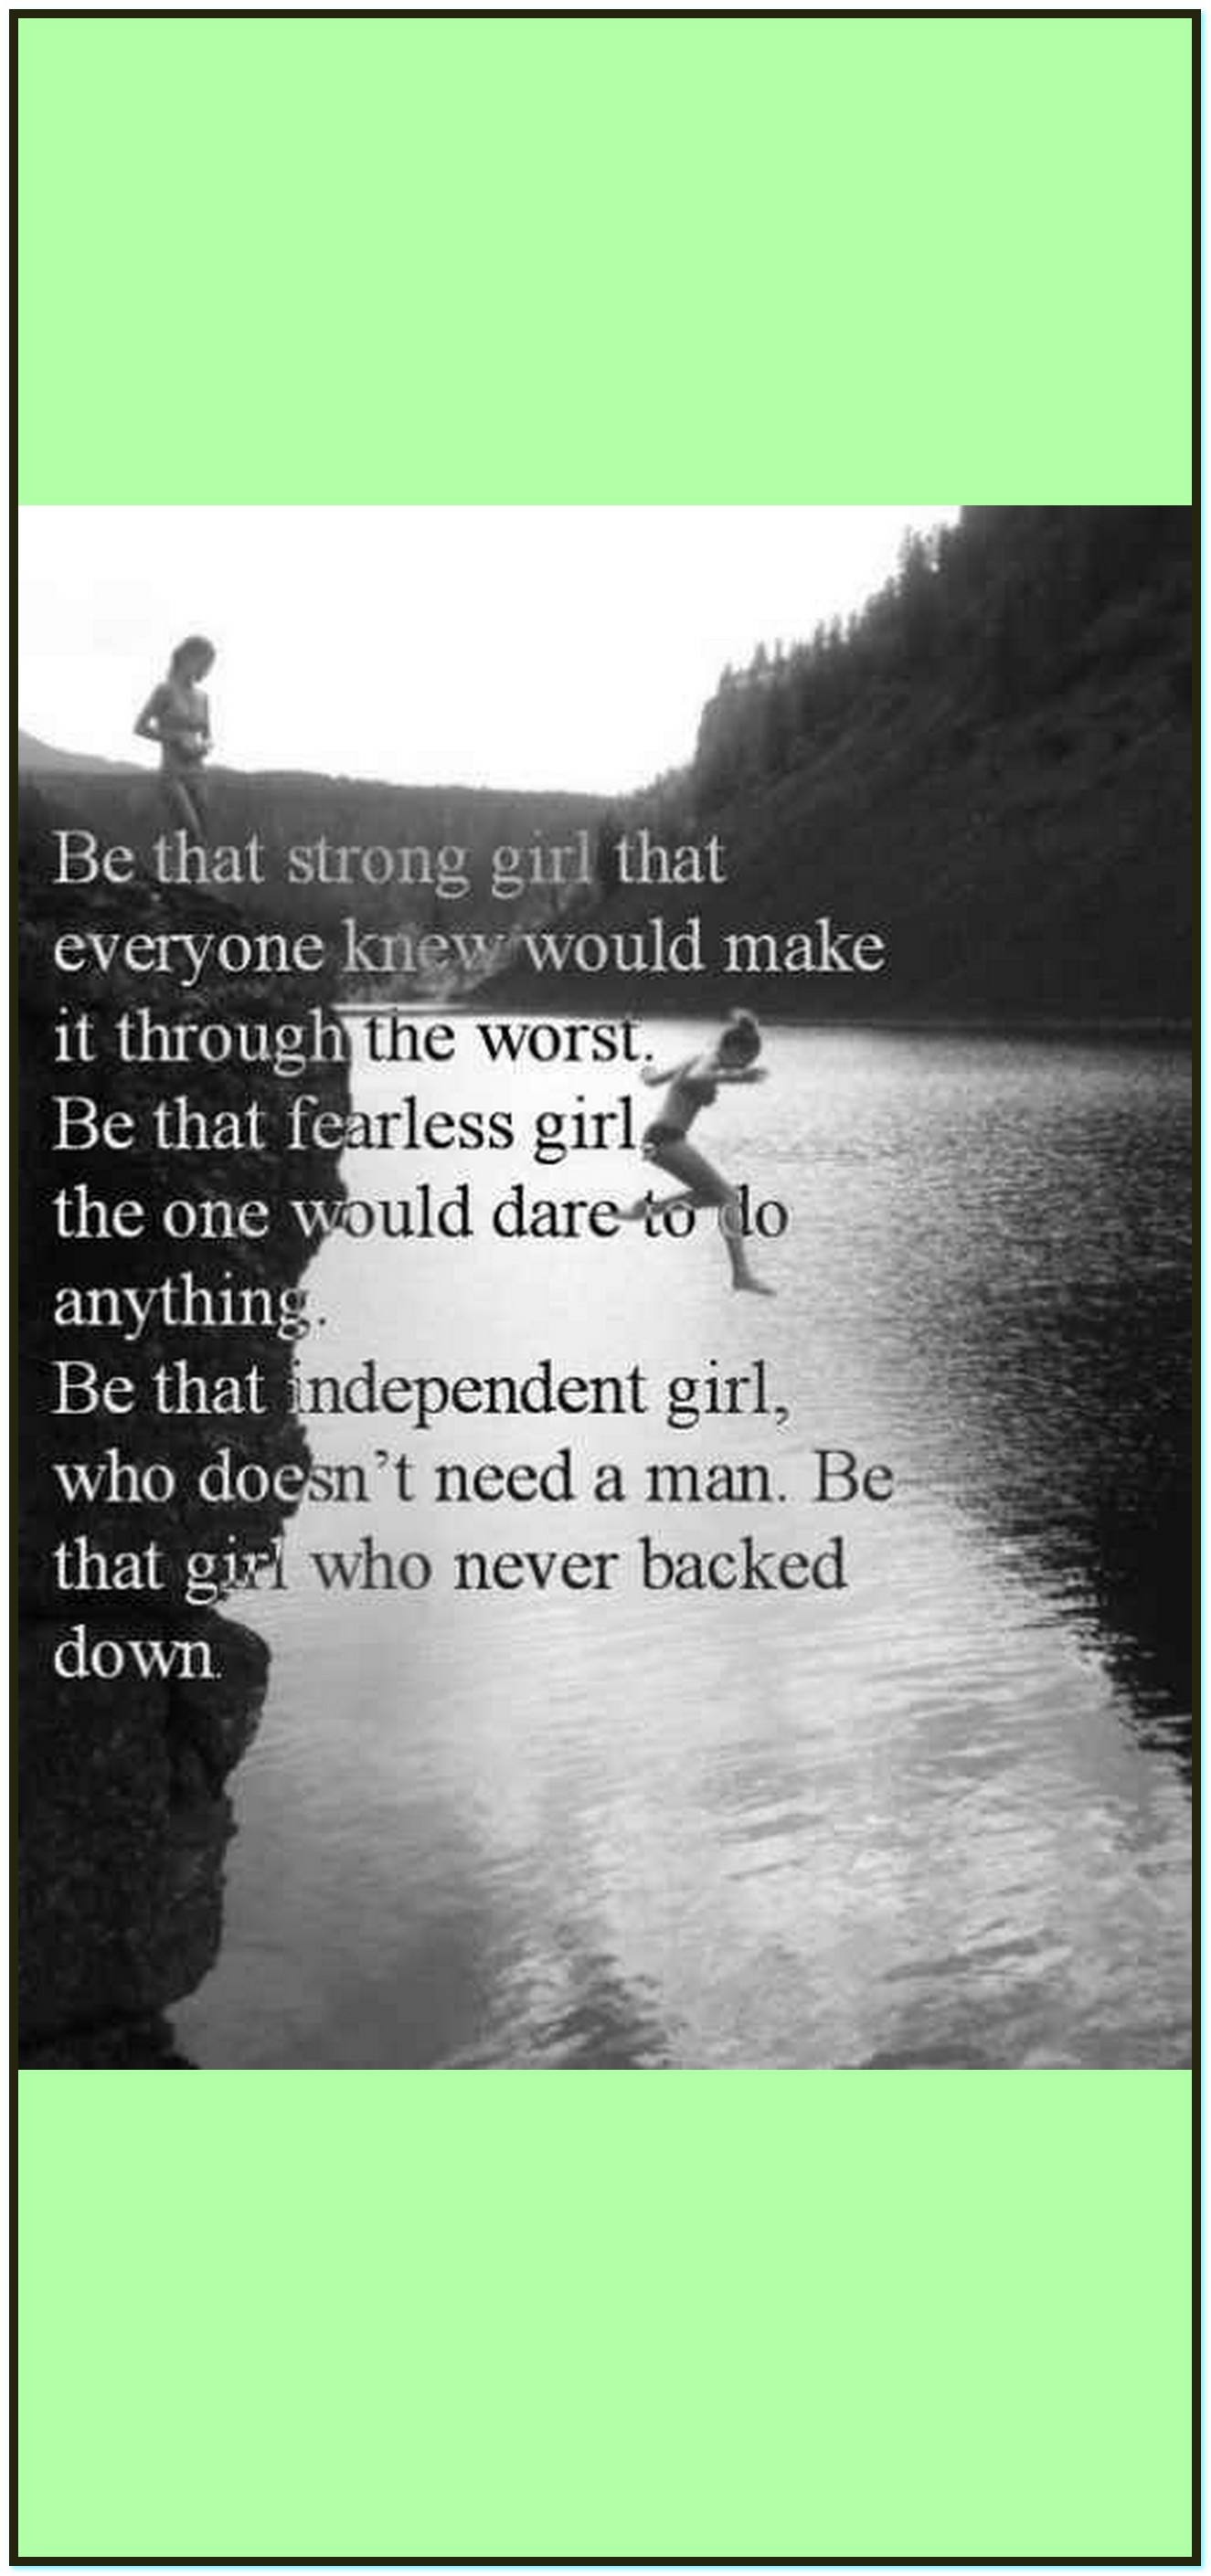 Be that strong girl that
everyone knew would make
it through the worst.
Be that fearless girl,
the one would dare to do
anything.
Be that independent girl,
who doesn't need a man. Be
that girl who never backed
down.